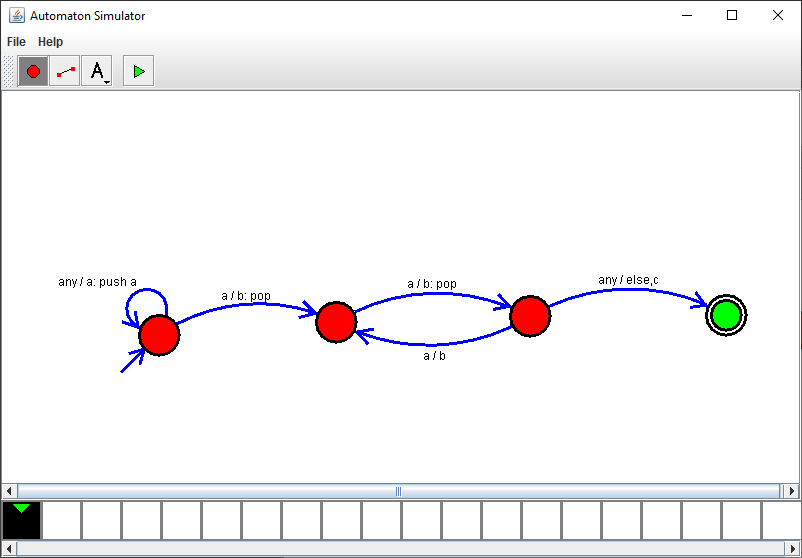 Automaton Simulator
File Help
A
any / a: push a
a / b: pop
a / b: pop
any / else,c
a / b